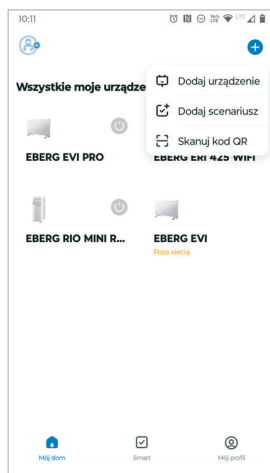 10:11
LTE
Dodaj urządzenie
Wszystkie moje urządze
Dodaj scenariusz
Skanuj kod QR
EBERG EVI PRO
EBERG ERI 425 WIFI
EBERG RIO MINI R...
EBERG EVI
Poza siecią
Mój dom
Smart
Mój profil